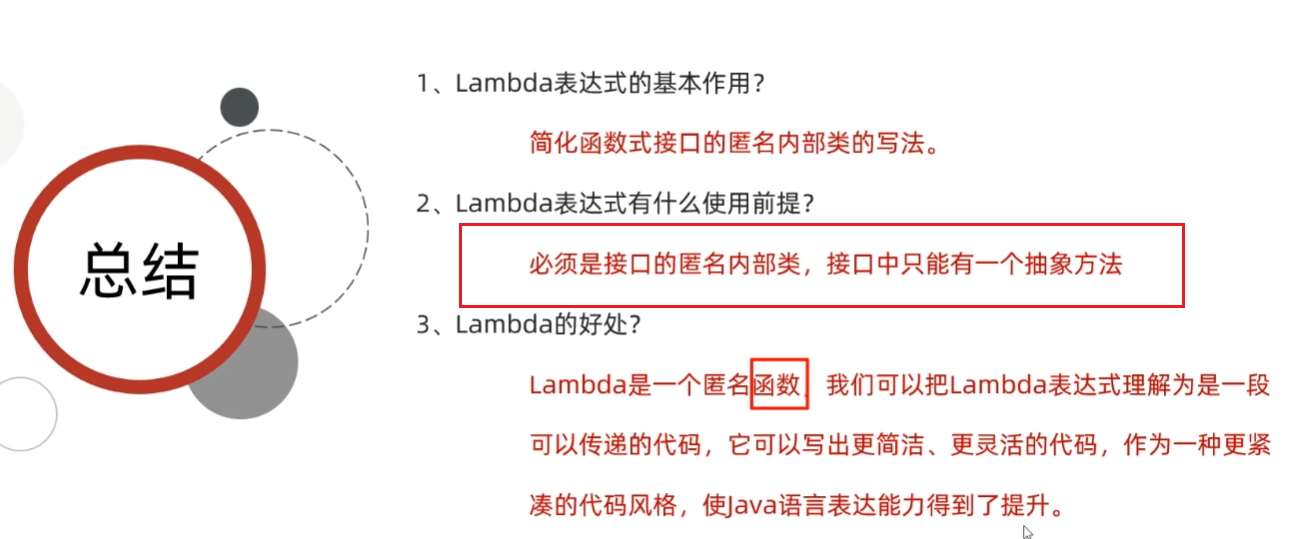 总结
1、Lambda表达式的基本作用?
简化函数式接口的匿名内部类的写法。
2、Lambda表达式有什么使用前提?
必须是接口的匿名内部类，接口中只能有一个抽象方法
3、Lambda的好处?
Lambda是一个匿名函数，我们可以把Lambda表达式理解为是一段
可以传递的代码，它可以写出更简洁、更灵活的代码，作为一种更紧
凑的代码风格，使Java语言表达能力得到了提升。